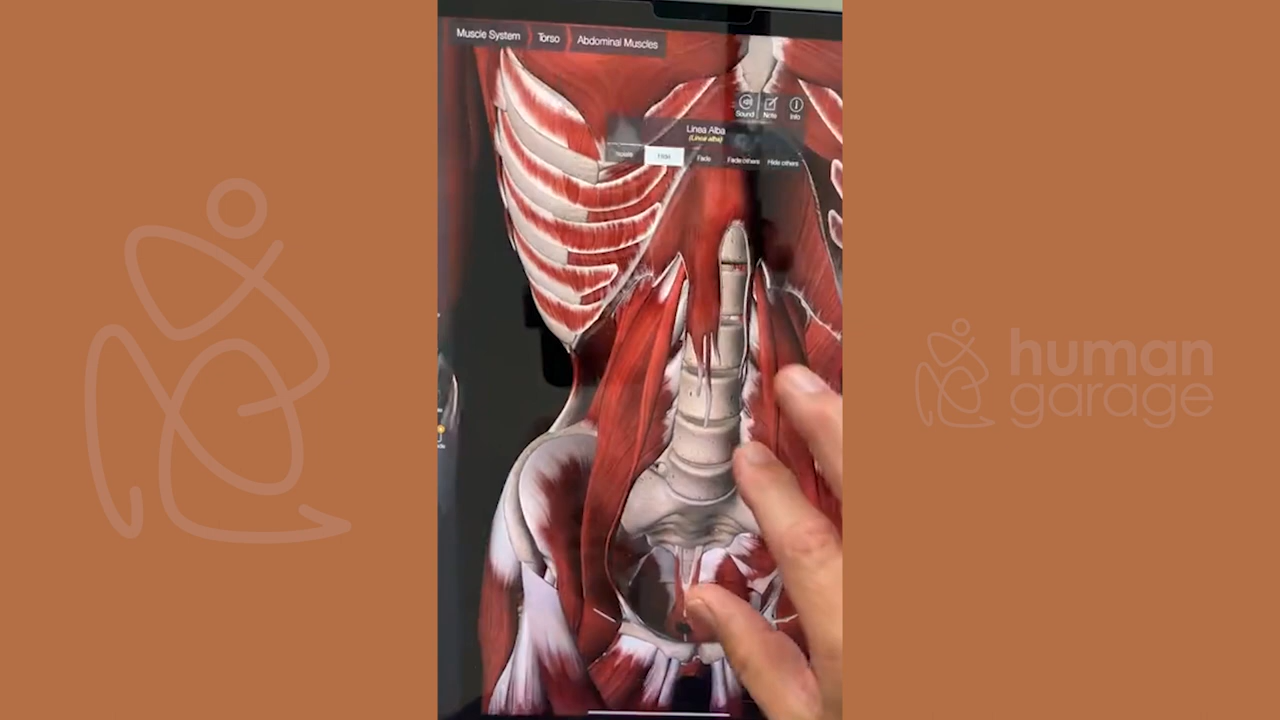 Muscle System Torso Abdominal Muscles
Sound Note Info
Linea Alba
(Linea alba)
Hide Fade Fade others Hide others
human
garage